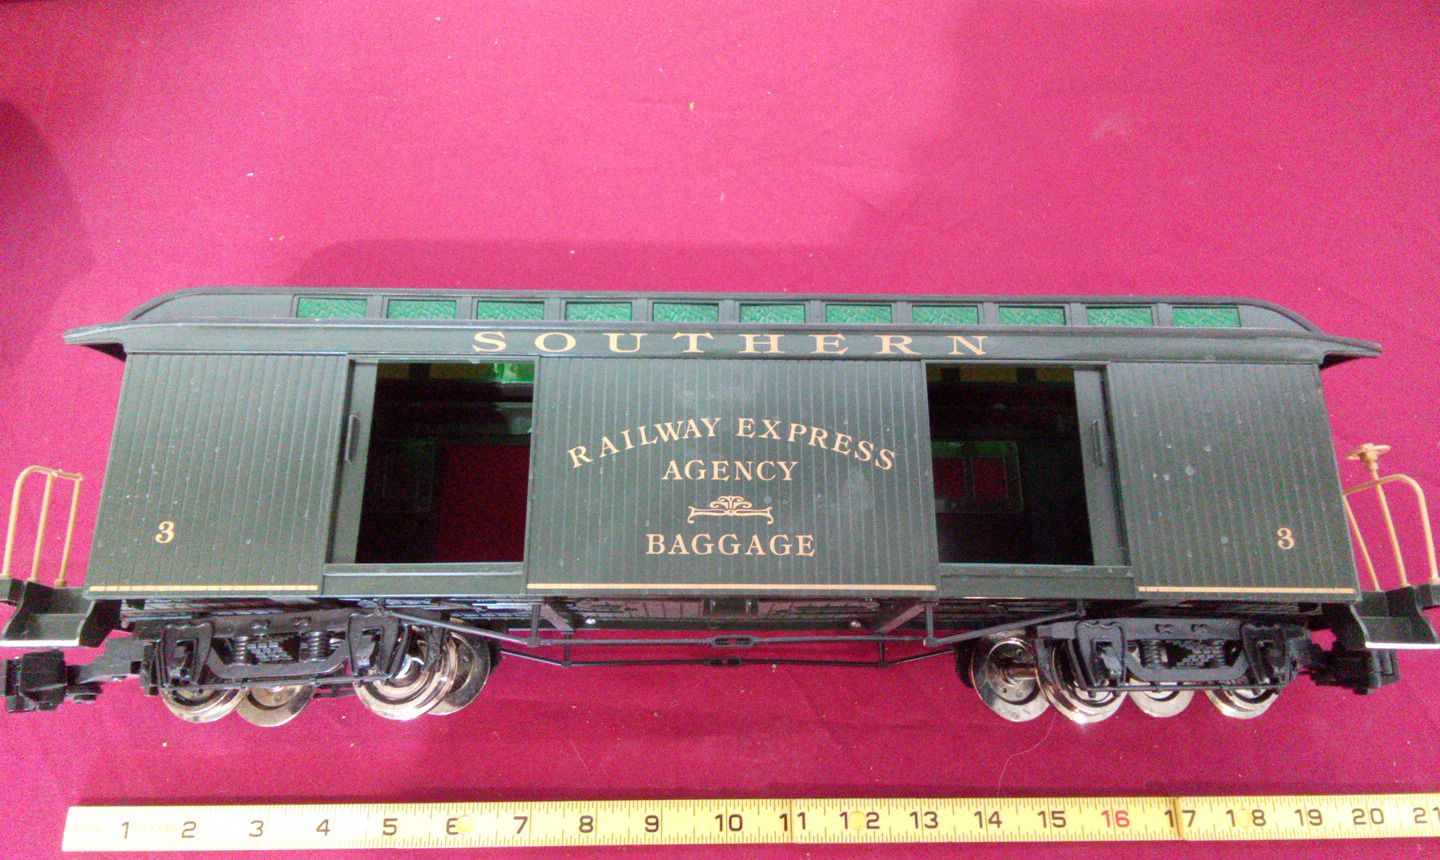 SOUTHERN
RAILWAY EXPRESS
AGENCY
BAGGAGE
3 3
1 2 3 4 5 6 7 8 9 10 11 12 13 14 15 16 17 18 19 20 21